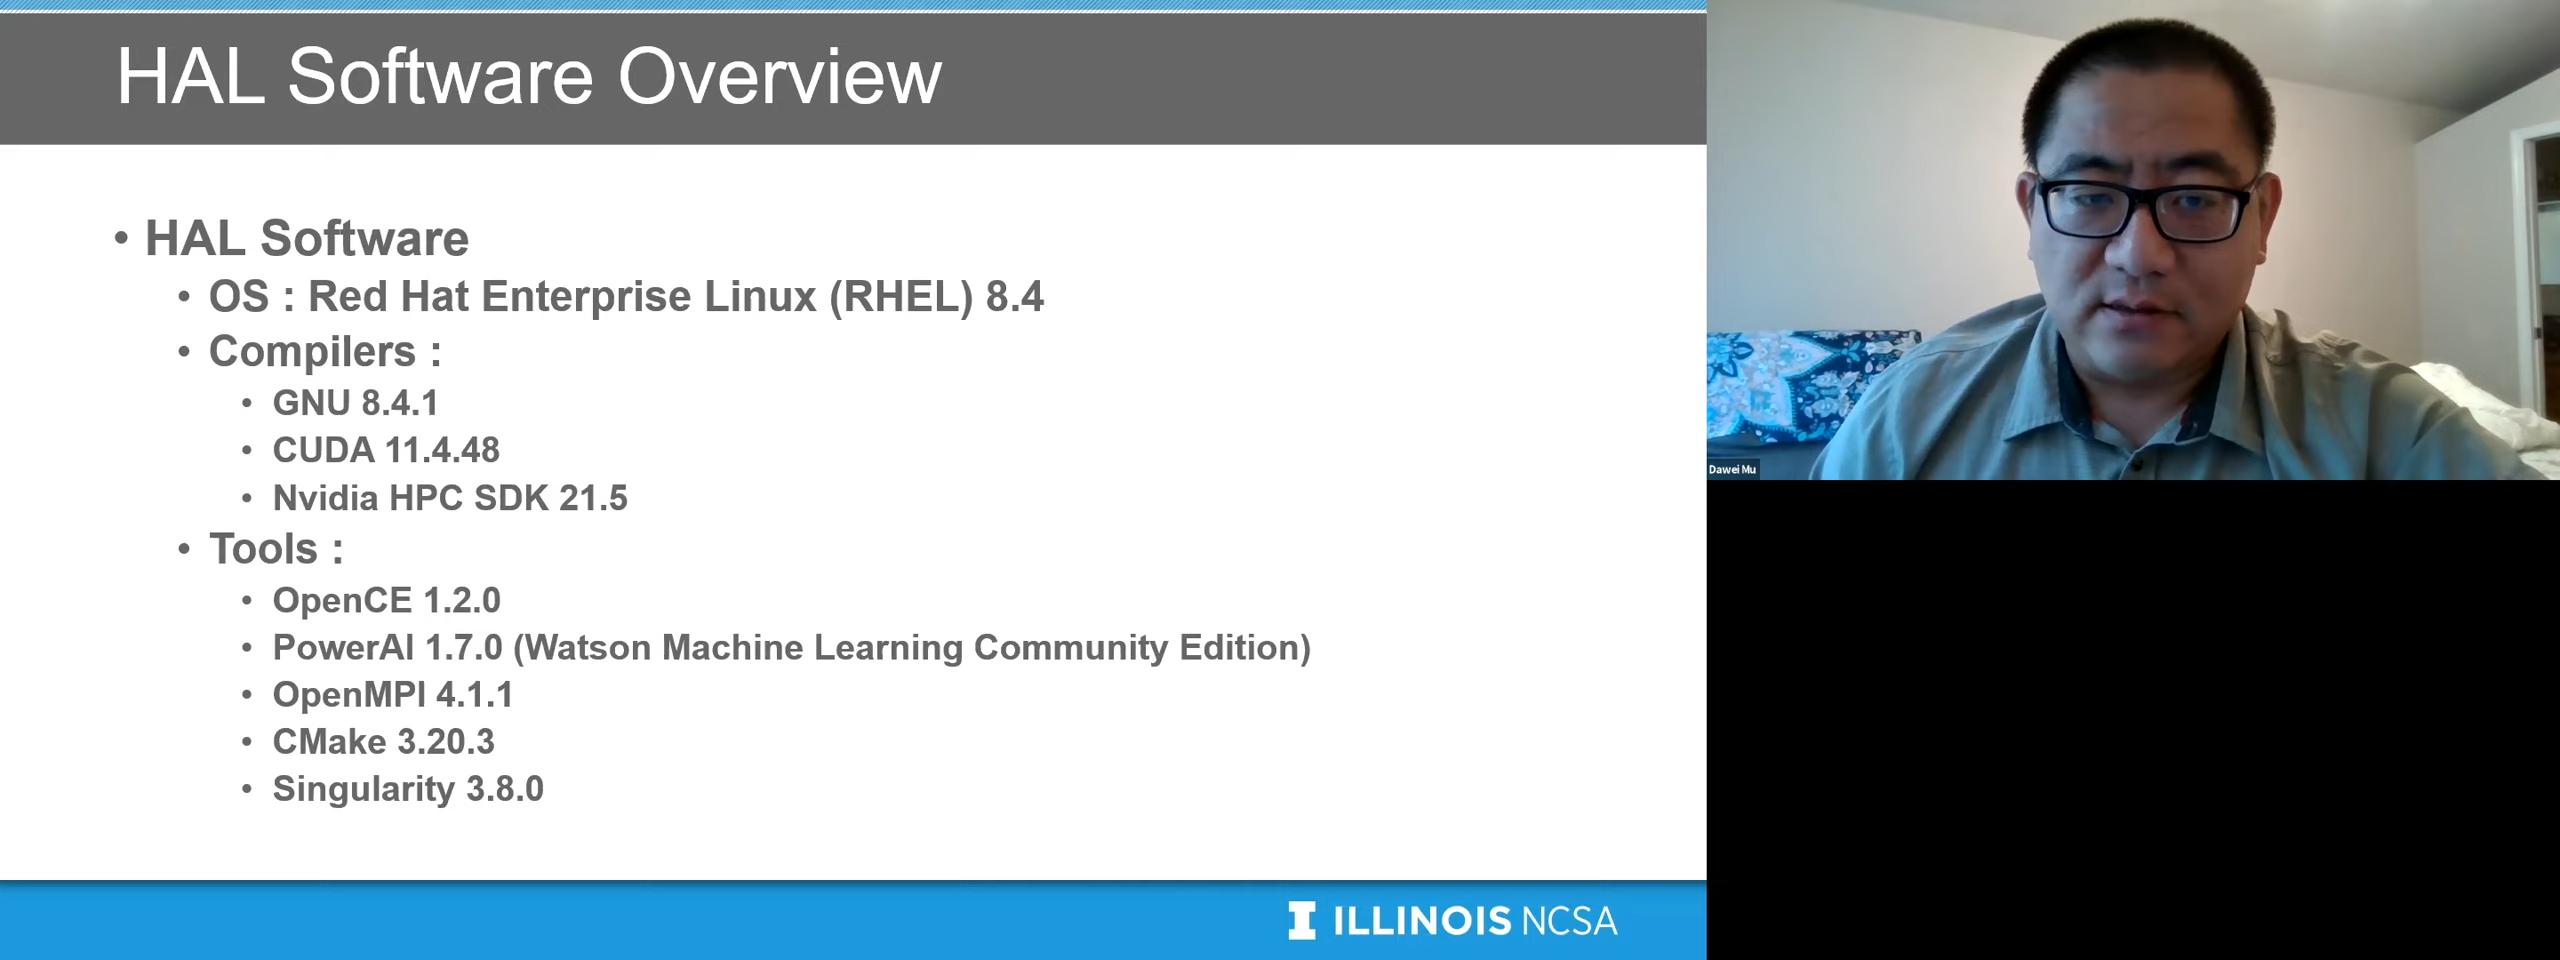 HAL Software Overview
• HAL Software
• OS : Red Hat Enterprise Linux (RHEL) 8.4
• Compilers :
• GNU 8.4.1
• CUDA 11.4.48
• Nvidia HPC SDK 21.5
• Tools :
• OpenCE 1.2.0
• PowerAI 1.7.0 (Watson Machine Learning Community Edition)
• OpenMPI 4.1.1
• CMake 3.20.3
• Singularity 3.8.0
I ILLINOIS NCSA
Dawei Mu